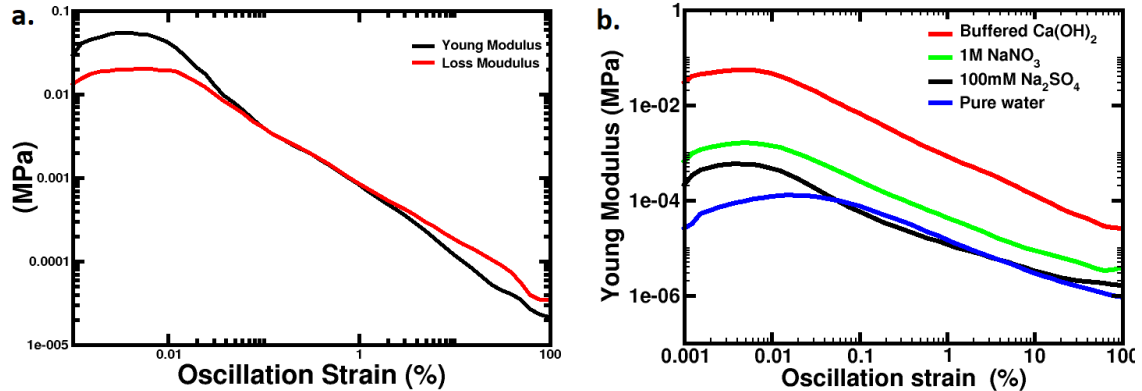 a.
0.1
0.01
0.001
0.0001
1e-005
(MPa)
Young Modulus
Loss Moudulus
0.01
1
100
Oscillation Strain (%)
b.
1
1e-02
1e-04
1e-06
Young Modulus (MPa)
Buffered Ca(OH)₂
1M NaNO₃
100mM Na₂SO₄
Pure water
0.001
0.01
0.1
1
10
100
Oscillation strain (%)